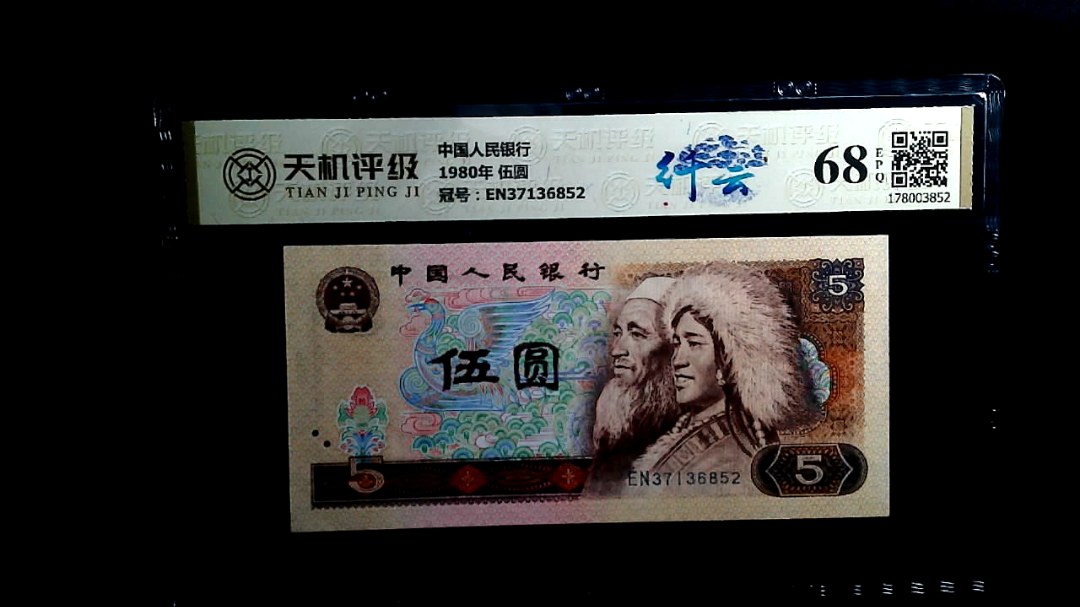 天机评级
TIAN JI PING JI
中国人民银行
1980年 伍圆
冠号：EN37136852
纤云
68
EPQ
178003852
中国人民银行
5
伍圆
5
EN37136852
5